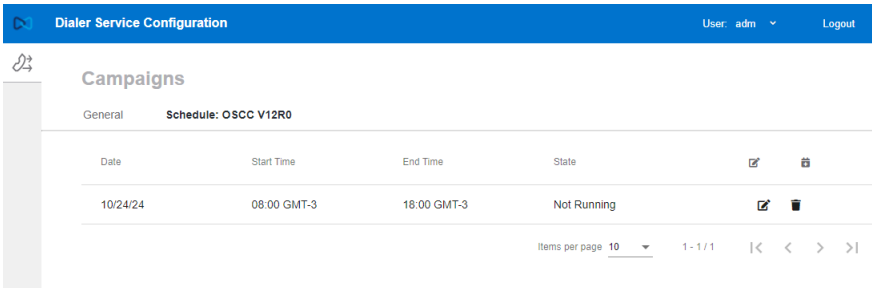 Dialer Service Configuration
User: adm
Logout
Campaigns
General
Schedule: OSCC V12R0
Date
Start Time
End Time
State
10/24/24
08:00 GMT-3
18:00 GMT-3
Not Running
Items per page 10
1 - 1 / 1